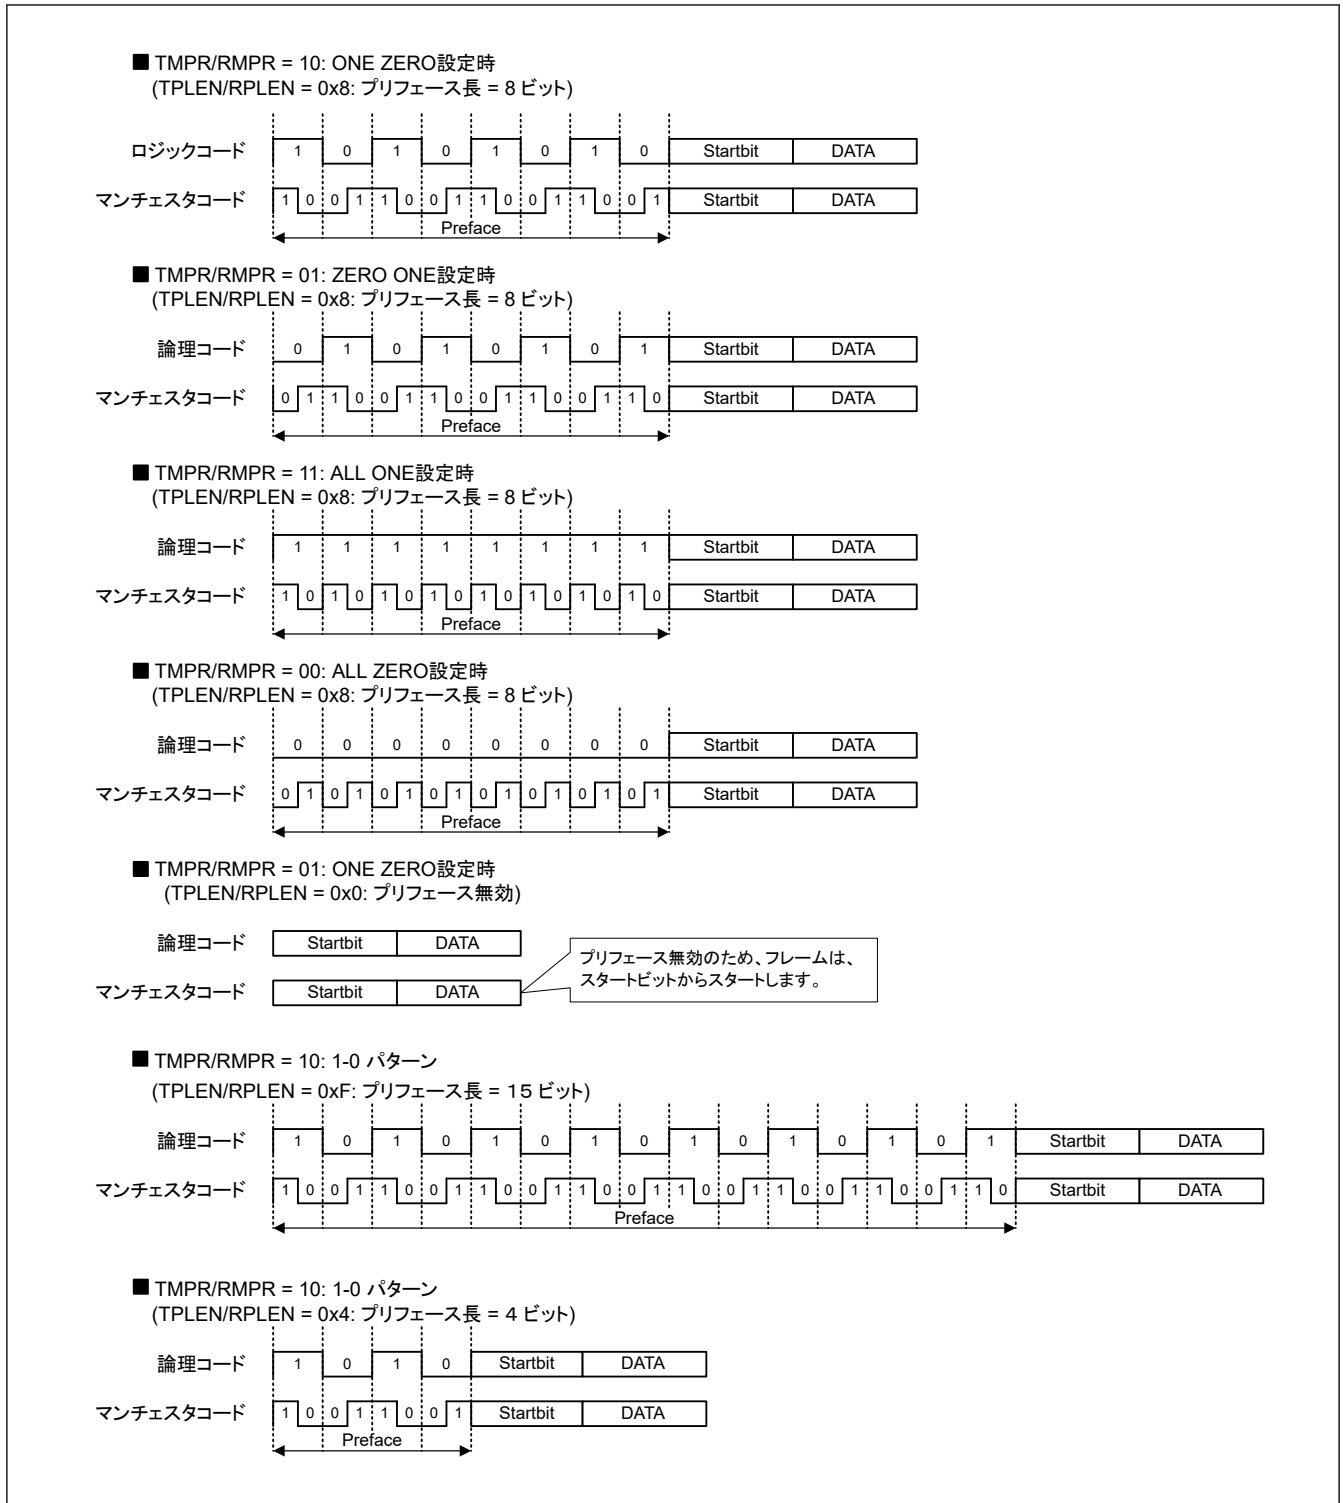 ■ TMPR/RMPR = 10: ONE ZERO設定時
(TPLEN/RPLEN = 0x8: プリフェース長 = 8 ビット)
ロジックコード 1 0 1 0 1 0 1 0 Startbit DATA
マンチェスタコード 1 0 0 1 1 0 0 1 1 0 0 1 1 0 0 1 Startbit DATA
Preface
■ TMPR/RMPR = 01: ZERO ONE設定時
(TPLEN/RPLEN = 0x8: プリフェース長 = 8 ビット)
論理コード 0 1 0 1 0 1 0 1 Startbit DATA
マンチェスタコード 0 1 1 0 0 1 1 0 0 1 1 0 0 1 1 0 Startbit DATA
Preface
■ TMPR/RMPR = 11: ALL ONE設定時
(TPLEN/RPLEN = 0x8: プリフェース長 = 8 ビット)
論理コード 1 1 1 1 1 1 1 1 Startbit DATA
マンチェスタコード 1 0 1 0 1 0 1 0 1 0 1 0 1 0 1 0 Startbit DATA
Preface
■ TMPR/RMPR = 00: ALL ZERO設定時
(TPLEN/RPLEN = 0x8: プリフェース長 = 8 ビット)
論理コード 0 0 0 0 0 0 0 0 Startbit DATA
マンチェスタコード 0 1 0 1 0 1 0 1 0 1 0 1 0 1 0 1 Startbit DATA
Preface
■ TMPR/RMPR = 01: ONE ZERO設定時
(TPLEN/RPLEN = 0x0: プリフェース無効)
論理コード Startbit DATA
マンチェスタコード Startbit DATA
プリフェース無効のため、フレームは、
スタートビットからスタートします。
■ TMPR/RMPR = 10: 1-0 パターン
(TPLEN/RPLEN = 0xF: プリフェース長 = 15 ビット)
論理コード 1 0 1 0 1 0 1 0 1 0 1 0 1 0 1 Startbit DATA
マンチェスタコード 1 0 0 1 1 0 0 1 1 0 0 1 1 0 0 1 1 0 0 1 1 0 0 1 1 0 0 1 1 0 Startbit DATA
Preface
■ TMPR/RMPR = 10: 1-0 パターン
(TPLEN/RPLEN = 0x4: プリフェース長 = 4 ビット)
論理コード 1 0 1 0 Startbit DATA
マンチェスタコード 1 0 0 1 1 0 0 1 Startbit DATA
Preface